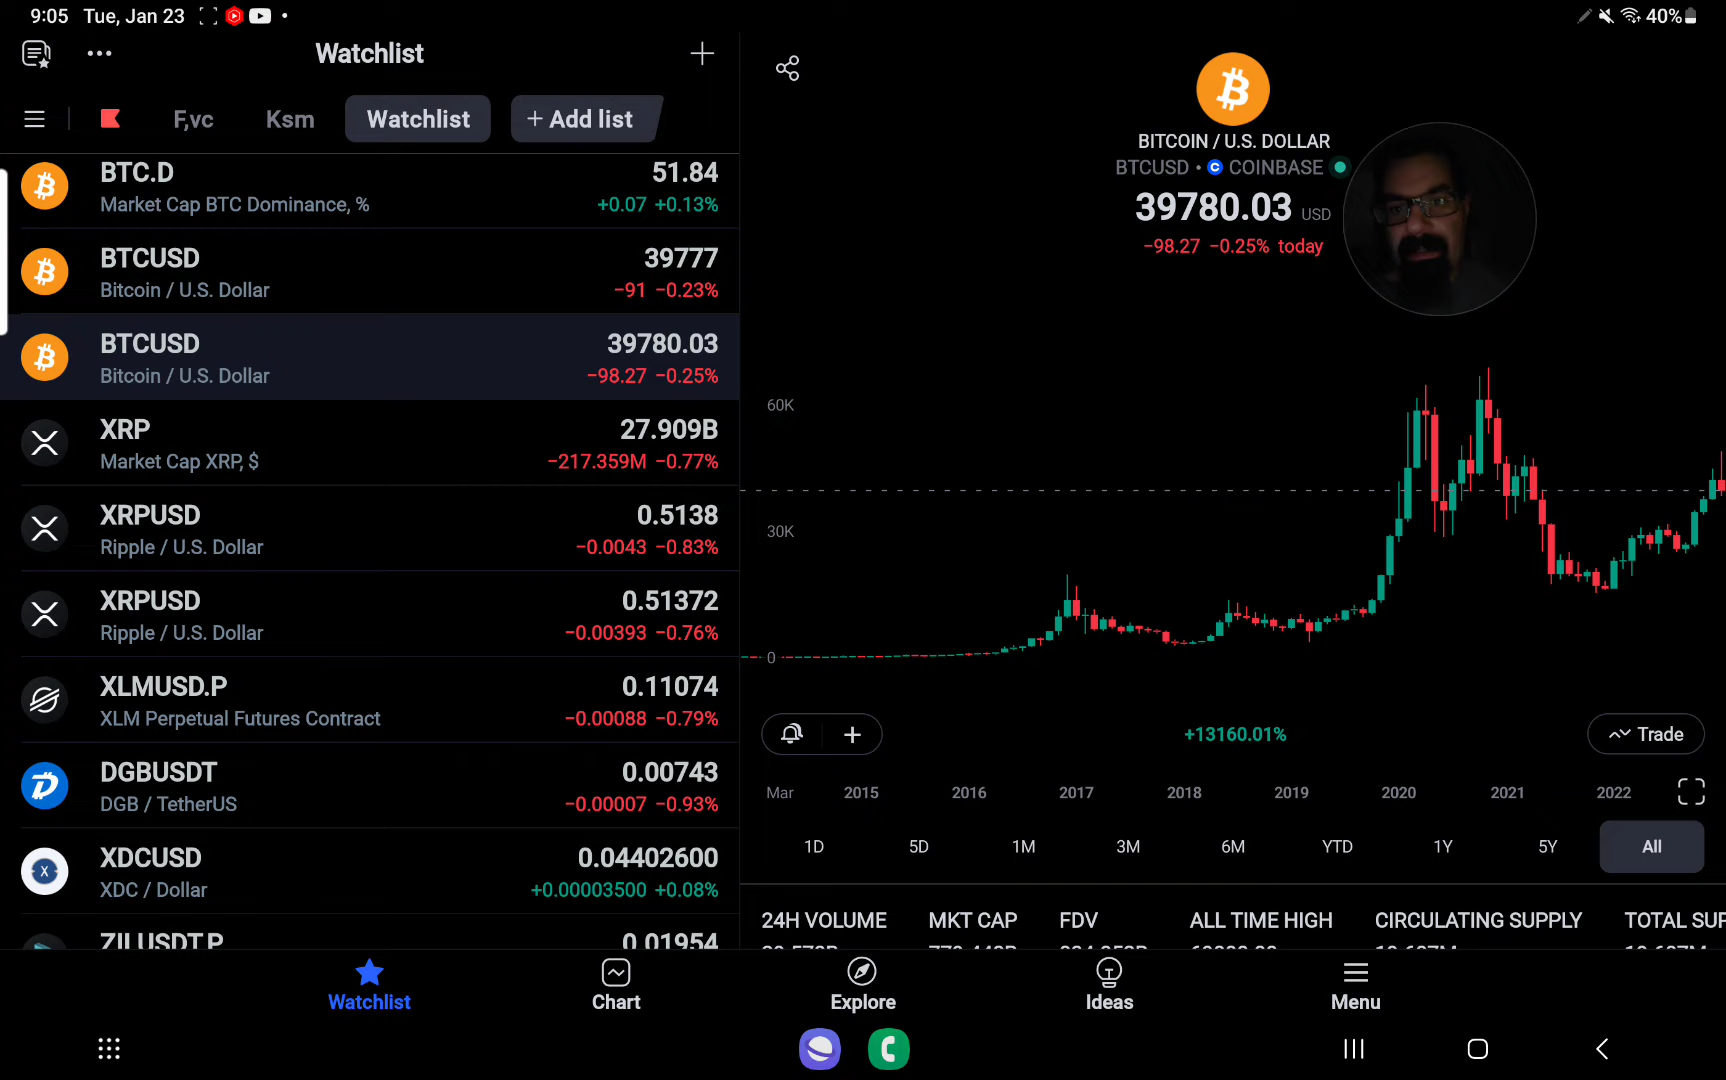 9:05 Tue, Jan 23
40%
Watchlist
F,vc
Ksm
Watchlist
+ Add list
BTC.D
51.84
Market Cap BTC Dominance, %
+0.07 +0.13%
BTCUSD
39777
Bitcoin / U.S. Dollar
−91 −0.23%
BTCUSD
39780.03
Bitcoin / U.S. Dollar
−98.27 −0.25%
XRP
27.909B
Market Cap XRP, $
−217.359M −0.77%
XRPUSD
0.5138
Ripple / U.S. Dollar
−0.0043 −0.83%
XRPUSD
0.51372
Ripple / U.S. Dollar
−0.00393 −0.76%
XLMUSD.P
0.11074
XLM Perpetual Futures Contract
−0.00088 −0.79%
DGBUSDT
0.00743
DGB / TetherUS
−0.00007 −0.93%
XDCUSD
0.04402600
XDC / Dollar
+0.00003500 +0.08%
ZILUSDT.P
0.01954
BITCOIN / U.S. DOLLAR
BTCUSD • COINBASE
39780.03 USD
−98.27 −0.25% today
60K
30K
0
+13160.01%
Trade
Mar 2015 2016 2017 2018 2019 2020 2021 2022
1D 5D 1M 3M 6M YTD 1Y 5Y All
24H VOLUME MKT CAP FDV ALL TIME HIGH CIRCULATING SUPPLY TOTAL SUP
Watchlist
Chart
Explore
Ideas
Menu